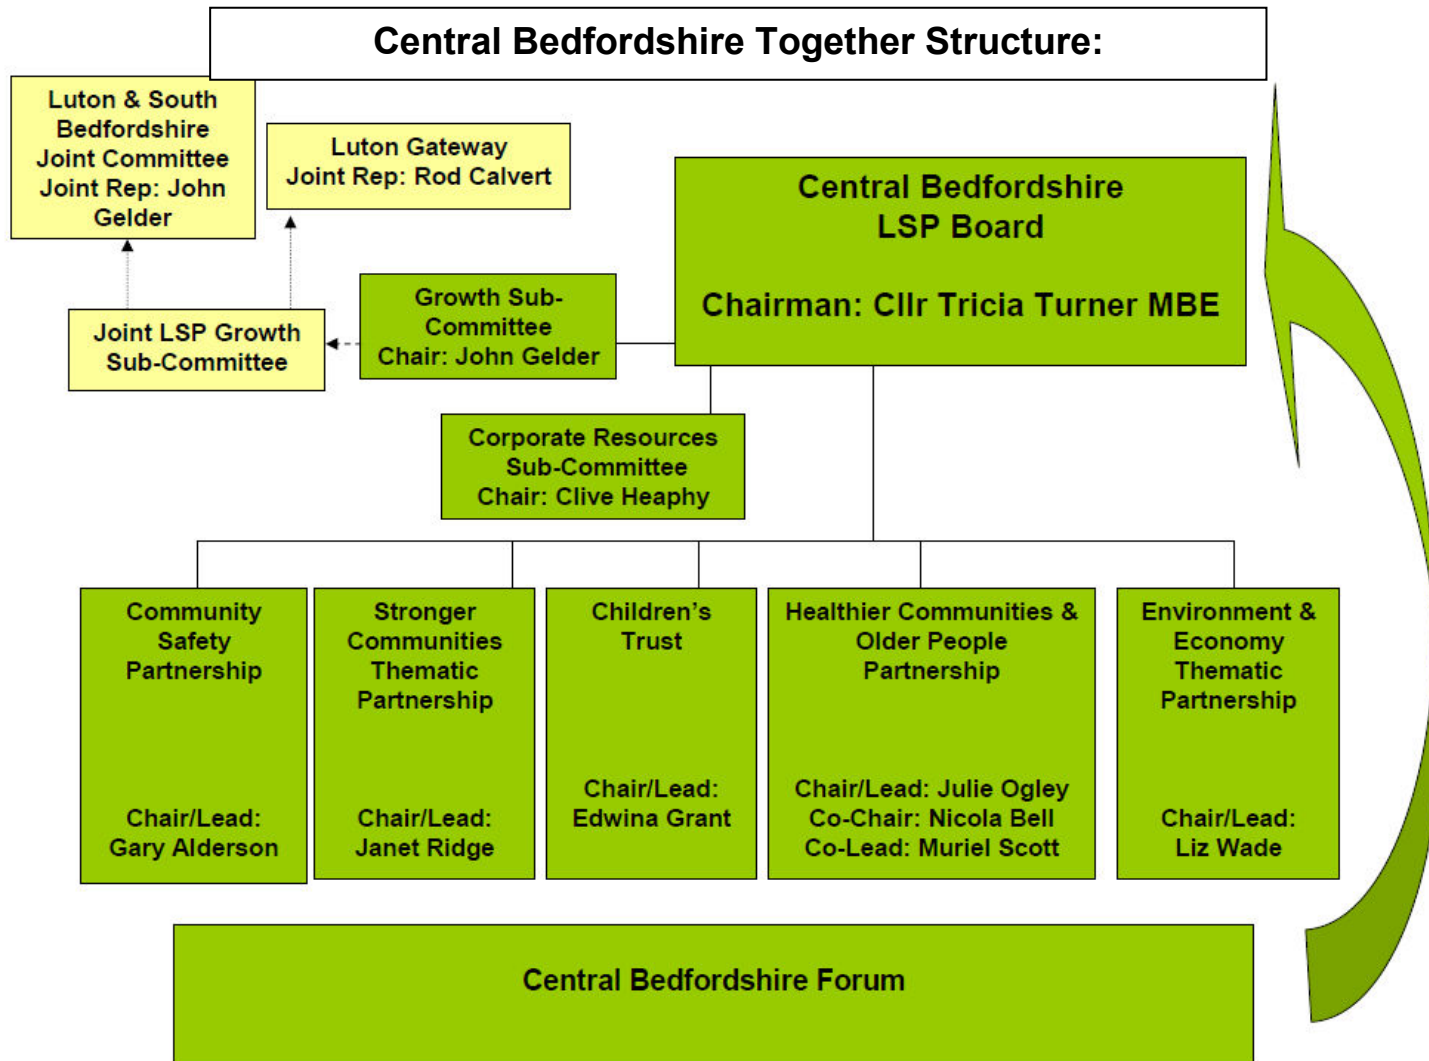 Central Bedfordshire Together Structure:
Luton & South
Bedfordshire
Joint Committee
Joint Rep: John
Gelder
Luton Gateway
Joint Rep: Rod Calvert
Central Bedfordshire
LSP Board
Chairman: Cllr Tricia Turner MBE
Growth Sub-
Committee
Chair: John Gelder
Joint LSP Growth
Sub-Committee
Corporate Resources
Sub-Committee
Chair: Clive Heaphy
Community
Safety
Partnership
Chair/Lead:
Gary Alderson
Stronger
Communities
Thematic
Partnership
Chair/Lead:
Janet Ridge
Children’s
Trust
Chair/Lead:
Edwina Grant
Healthier Communities &
Older People
Partnership
Chair/Lead: Julie Ogley
Co-Chair: Nicola Bell
Co-Lead: Muriel Scott
Environment &
Economy
Thematic
Partnership
Chair/Lead:
Liz Wade
Central Bedfordshire Forum